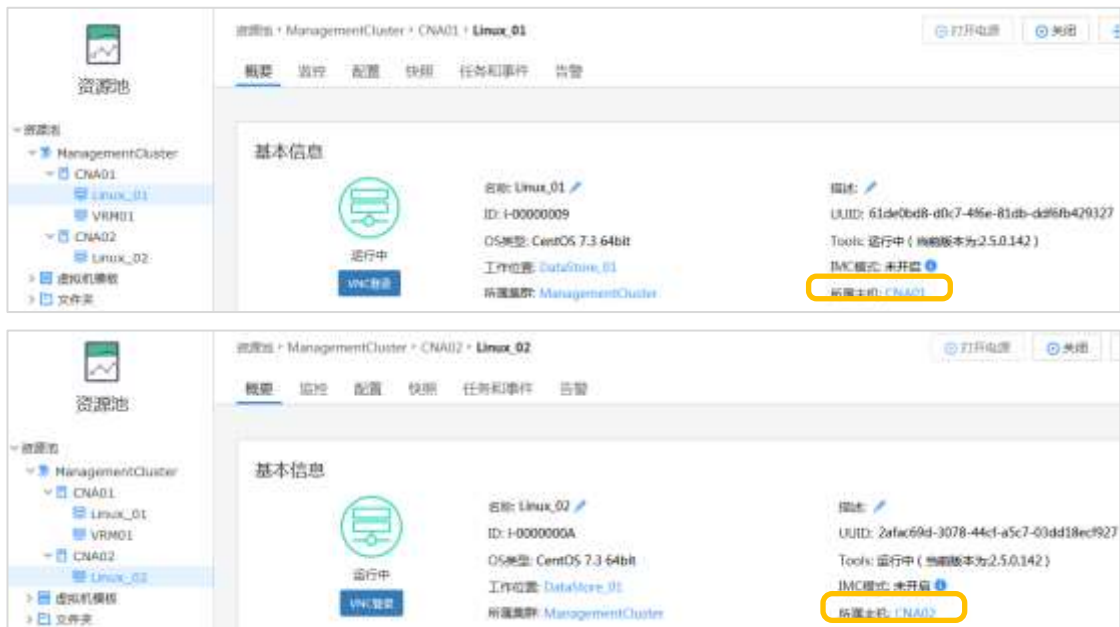 资源池 ManagementCluster CNA01 Linux_01
打开电源 关闭
资源池
概要 监控 配置 快照 任务和事件 告警
资源池
ManagementCluster
CNA01
Linux_01
VRM01
CNA02
Linux_02
虚拟机模板
文件夹
基本信息
运行中
VNC登录
名称: Linux_01
ID: i-00000009
OS类型: CentOS 7.3 64bit
工作位置: DataStore_01
所属集群: ManagementCluster
描述:
UUID: 61de0bd8-d0c7-4f6e-81db-ddf6fb429327
Tools: 运行中 ( 当前版本为:2.5.0.142 )
IMC模式: 未开启
所属主机: CNA01
资源池 ManagementCluster CNA02 Linux_02
打开电源 关闭
资源池
概要 监控 配置 快照 任务和事件 告警
资源池
ManagementCluster
CNA01
Linux_01
VRM01
CNA02
Linux_02
虚拟机模板
文件夹
基本信息
运行中
VNC登录
名称: Linux_02
ID: i-0000000A
OS类型: CentOS 7.3 64bit
工作位置: DataStore_01
所属集群: ManagementCluster
描述:
UUID: 2afac69d-3078-44cf-a5c7-03dd18ecf927
Tools: 运行中 ( 当前版本为:2.5.0.142 )
IMC模式: 未开启
所属主机: CNA02